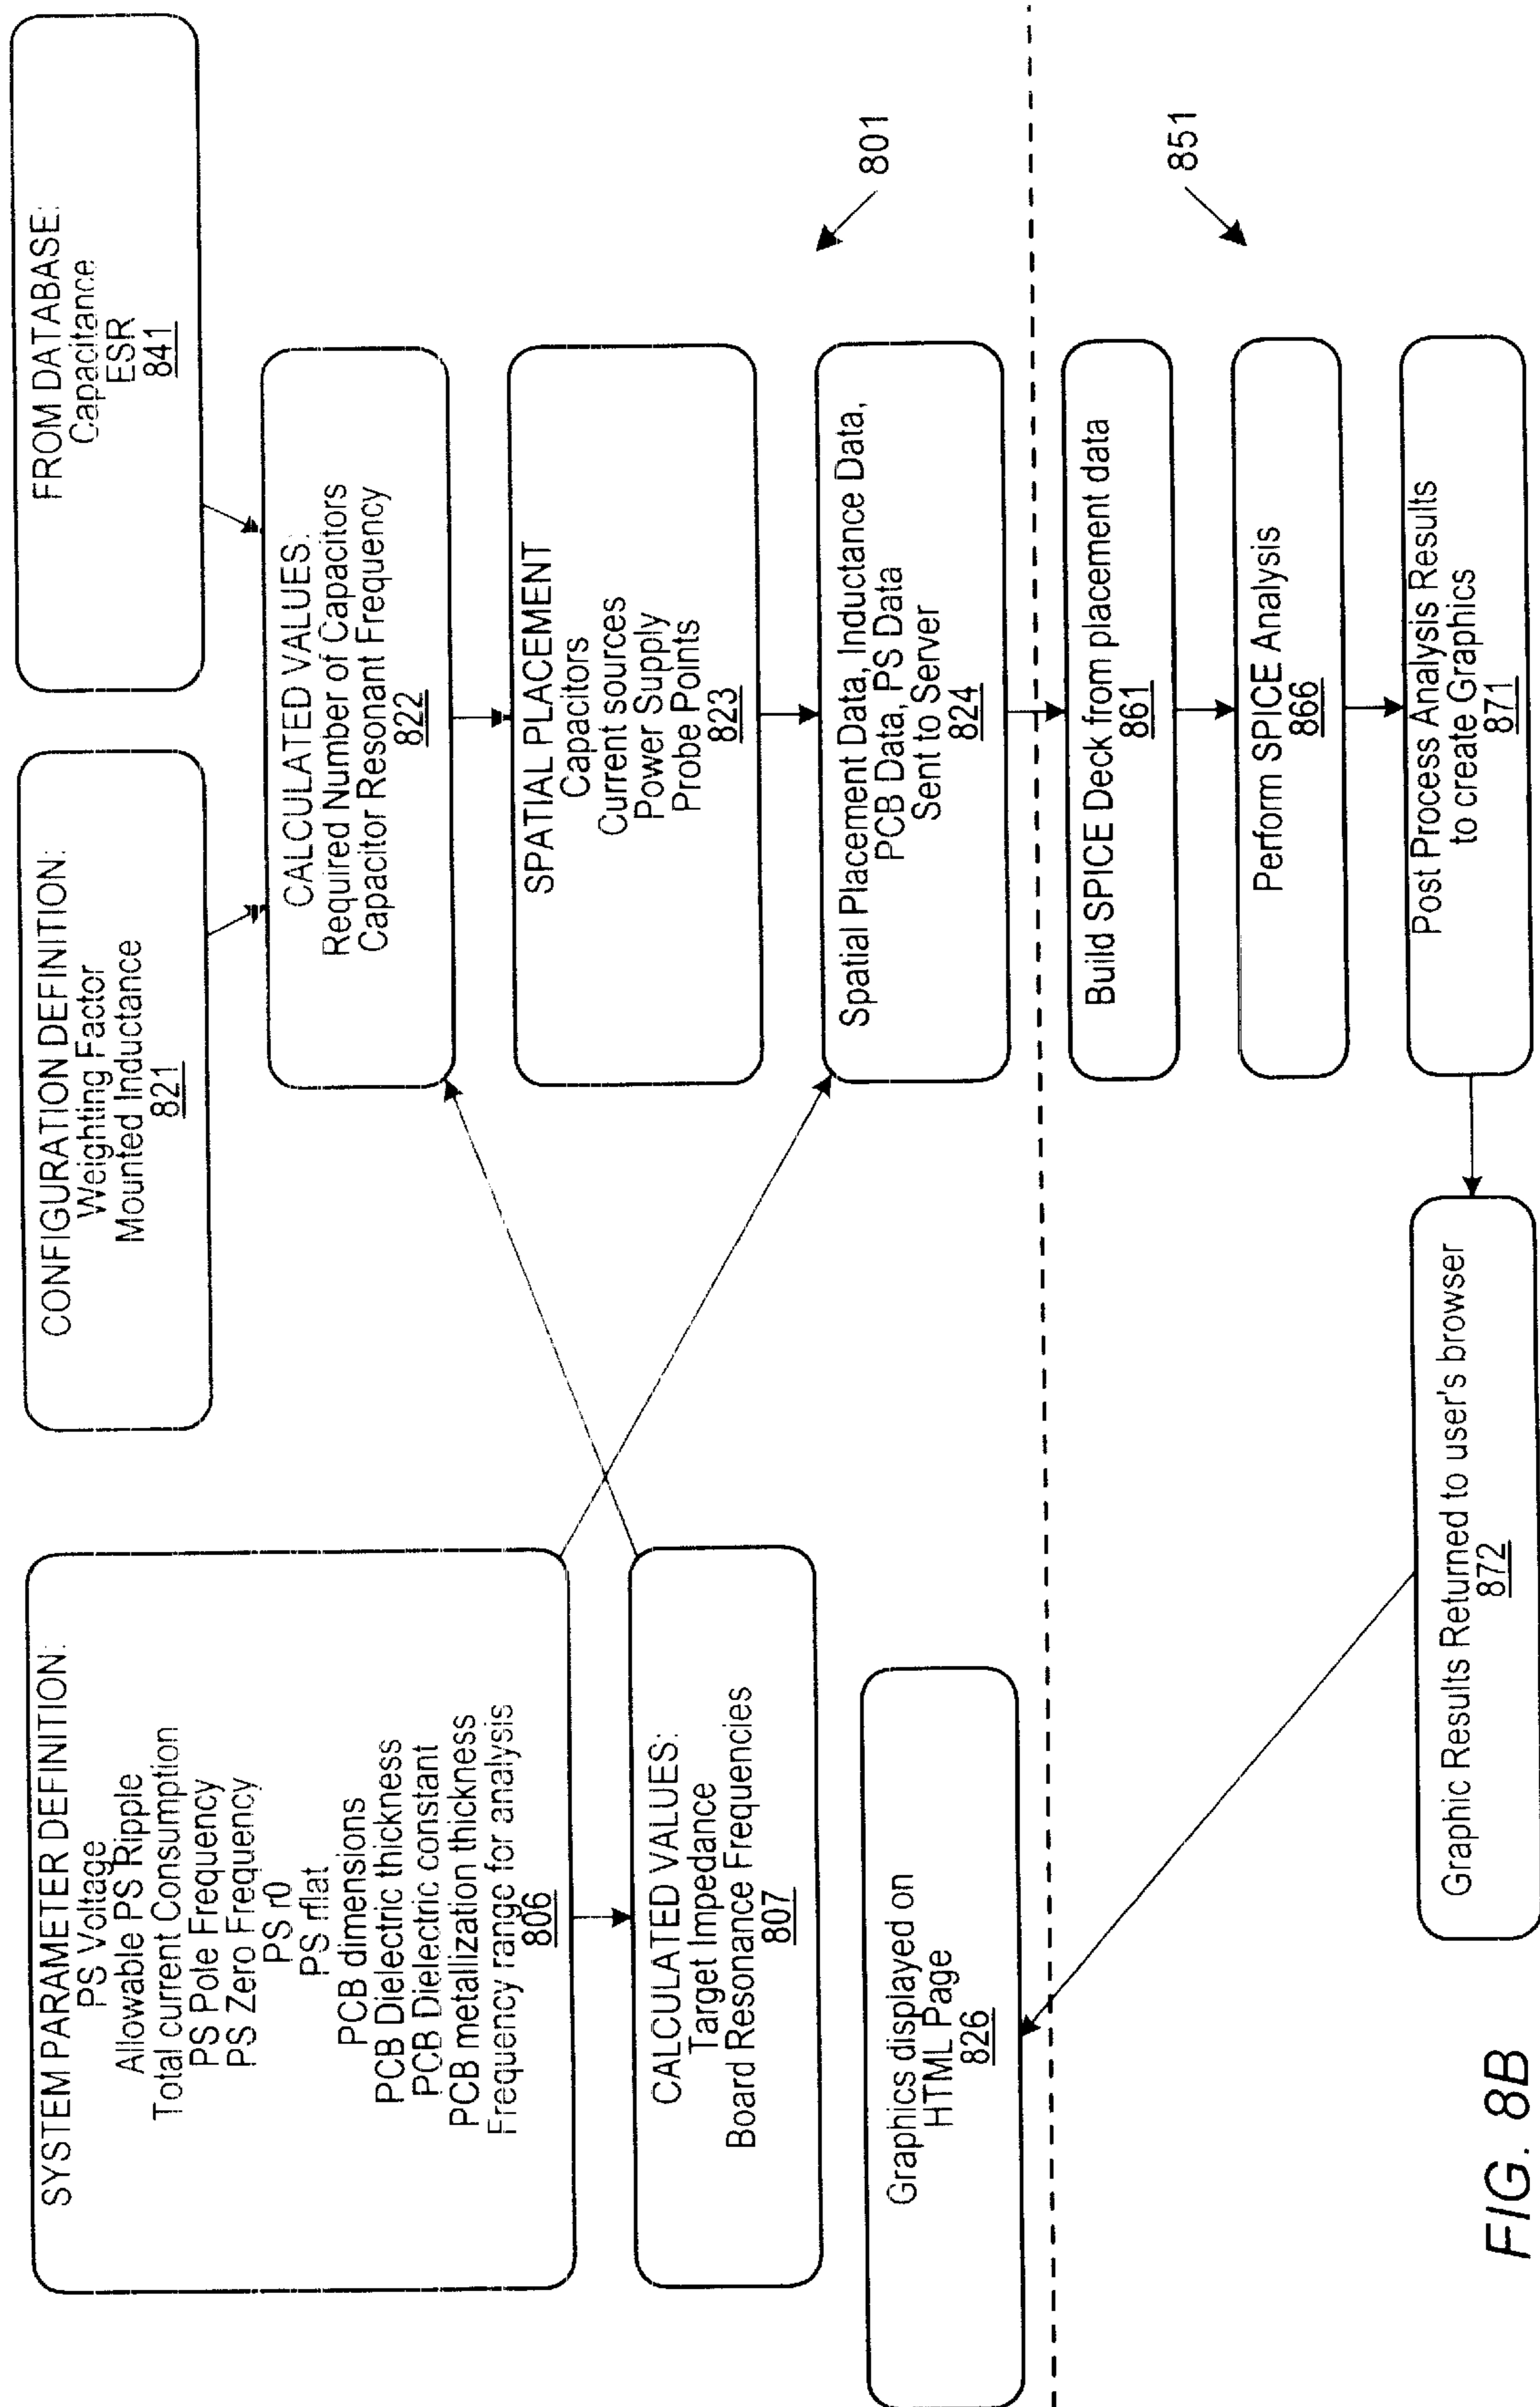 SYSTEM PARAMETER DEFINITION:
PS Voltage
Allowable PS Ripple
Total current Consumption
PS Pole Frequency
PS Zero Frequency
PS r0
PS rflat
PCB dimensions
PCB Dielectric thickness
PCB Dielectric constant
PCB metallization thickness
Frequency range for analysis
806
CALCULATED VALUES:
Target Impedance
Board Resonance Frequencies
807
Graphics displayed on
HTML Page
826
CONFIGURATION DEFINITION:
Weighting Factor
Mounted Inductance
821
FROM DATABASE:
Capacitance
ESR
841
CALCULATED VALUES:
Required Number of Capacitors
Capacitor Resonant Frequency
822
SPATIAL PLACEMENT
Capacitors
Current sources
Power Supply
Probe Points
823
Spatial Placement Data, Inductance Data,
PCB Data, PS Data
Sent to Server
824
801
851
Build SPICE Deck from placement data
861
Perform SPICE Analysis
866
Post Process Analysis Results
to create Graphics
871
Graphic Results Returned to user's browser
872
FIG. 8B